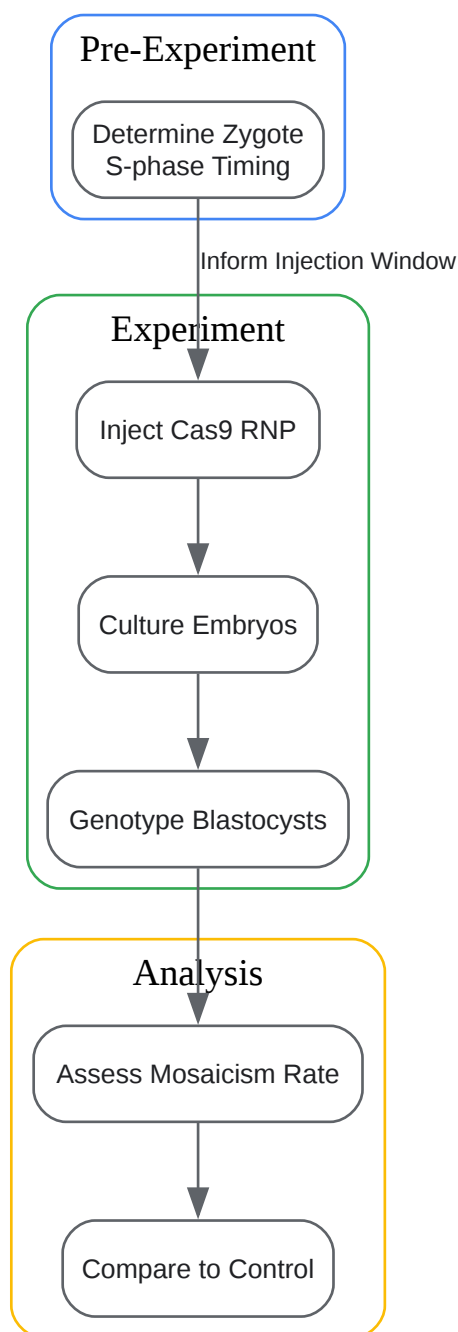 Pre-Experiment
Determine Zygote
S-phase Timing
Inform Injection Window
Experiment
Inject Cas9 RNP
Culture Embryos
Genotype Blastocysts
Analysis
Assess Mosaicism Rate
Compare to Control